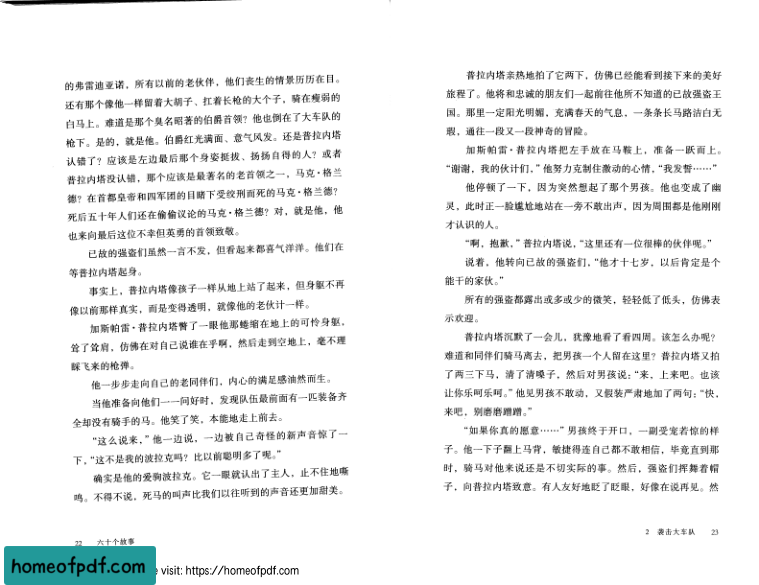 的弗雷迪亚诺，所有以前的老伙伴，他们丧生的情景历历在目。
还有那个像他一样留着大胡子、扛着长枪的大个子，骑在瘦弱的
白马上。难道是那个臭名昭著的伯爵首领？他也倒在了大车队的
枪下。是的，就是他。伯爵红光满面、意气风发。还是普拉内塔
认错了？应该是左边最后那个身姿挺拔、扬扬自得的人？或者
普拉内塔没认错，那个应该是最著名的老首领之一，马克·格兰
德？在首都皇帝和四军团的目睹下受绞刑而死的马克·格兰德？
死后五十年人们还在偷偷议论的马克·格兰德？对，就是他，他
也来向最后这位不幸但英勇的首领致敬。
已故的强盗们虽然一言不发，但看起来都喜气洋洋。他们在
等普拉内塔起身。
事实上，普拉内塔像孩子一样从地上站了起来，但身躯不再
像以前那样真实，而是变得透明，就像他的老伙计一样。
加斯帕雷·普拉内塔瞥了一眼他那蜷缩在地上的可怜身躯，
耸了耸肩，仿佛在对自己说谁在乎啊，然后走到空地上，毫不理
睬飞来的枪弹。
他一步步走向自己的老同伴们，内心的满足感油然而生。
当他准备向他们一一问好时，发现队伍最前面有一匹装备齐
全却没有骑手的马。他笑了笑，本能地走上前去。
“这么说来，”他一边说，一边被自己奇怪的新声音惊了一
下，“这不是我的波拉克吗？比以前聪明多了呢。”
确实是他的爱驹波拉克。它一眼就认出了主人，止不住地嘶
鸣。不得不说，死马的叫声比我们以往听到的声音还更加甜美。
22 六十个故事
普拉内塔亲热地拍了它两下，仿佛已经能看到接下来的美好
旅程了。他将和忠诚的朋友们一起前往他所不知道的已故强盗王
国。那里一定阳光明媚，充满春天的气息，一条条长马路洁白无
瑕，通往一段又一段神奇的冒险。
加斯帕雷·普拉内塔把左手放在马鞍上，准备一跃而上。
“谢谢，我的伙计们，”他努力克制住激动的心情，“我发誓……”
他停顿了一下，因为突然想起了那个男孩。他也变成了幽
灵，此时正一脸尴尬地站在一旁不敢出声，因为周围都是他刚刚
才认识的人。
“啊，抱歉，”普拉内塔说，“这里还有一位很棒的伙伴呢。”
说着，他转向已故的强盗们，“他才十七岁，以后肯定是个
能干的家伙。”
所有的强盗都露出或多或少的微笑，轻轻低了低头，仿佛表
示欢迎。
普拉内塔沉默了一会儿，犹豫地看了看四周。该怎么办呢？
难道和同伴们骑马离去，把男孩一个人留在这里？普拉内塔又拍
了两三下马，清了清嗓子，然后对男孩说：“来，上来吧。也该
让你乐呵乐呵。”他见男孩不敢动，又假装严肃地加了两句：“快，
来吧，别磨磨蹭蹭。”
“如果你真的愿意……”男孩终于开口，一副受宠若惊的样
子。他一下子翻上马背，敏捷得连自己都不敢相信，毕竟直到那
时，骑马对他来说还是不切实际的事。然后，强盗们挥舞着帽
子，向普拉内塔致意。有人友好地眨了眨眼，好像在说再见。然
2 袭击大车队 23
homeofpdf.com
e visit: https://homeofpdf.com